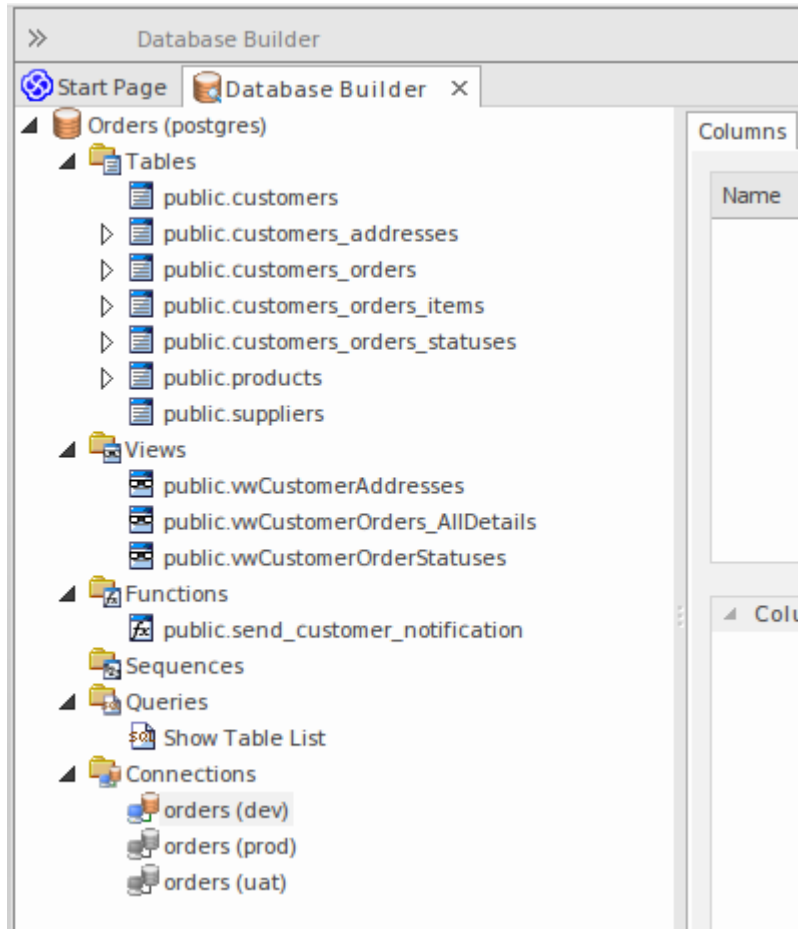 Database Builder
Start Page Database Builder
Orders (postgres)
Columns
Tables
public.customers
Name
public.customers_addresses
public.customers_orders
public.customers_orders_items
public.customers_orders_statuses
public.products
public.suppliers
Views
public.vwCustomerAddresses
public.vwCustomerOrders_AllDetails
public.vwCustomerOrderStatuses
Functions
Colu
public.send_customer_notification
Sequences
Queries
Show Table List
Connections
orders (dev)
orders (prod)
orders (uat)